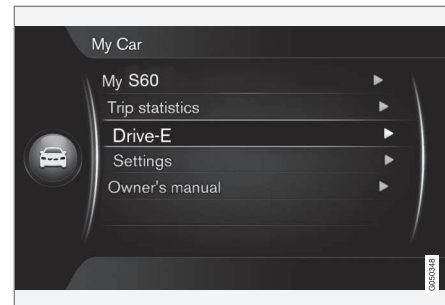 My Car
My S60
Trip statistics
Drive-E
Settings
Owner's manual
G050348